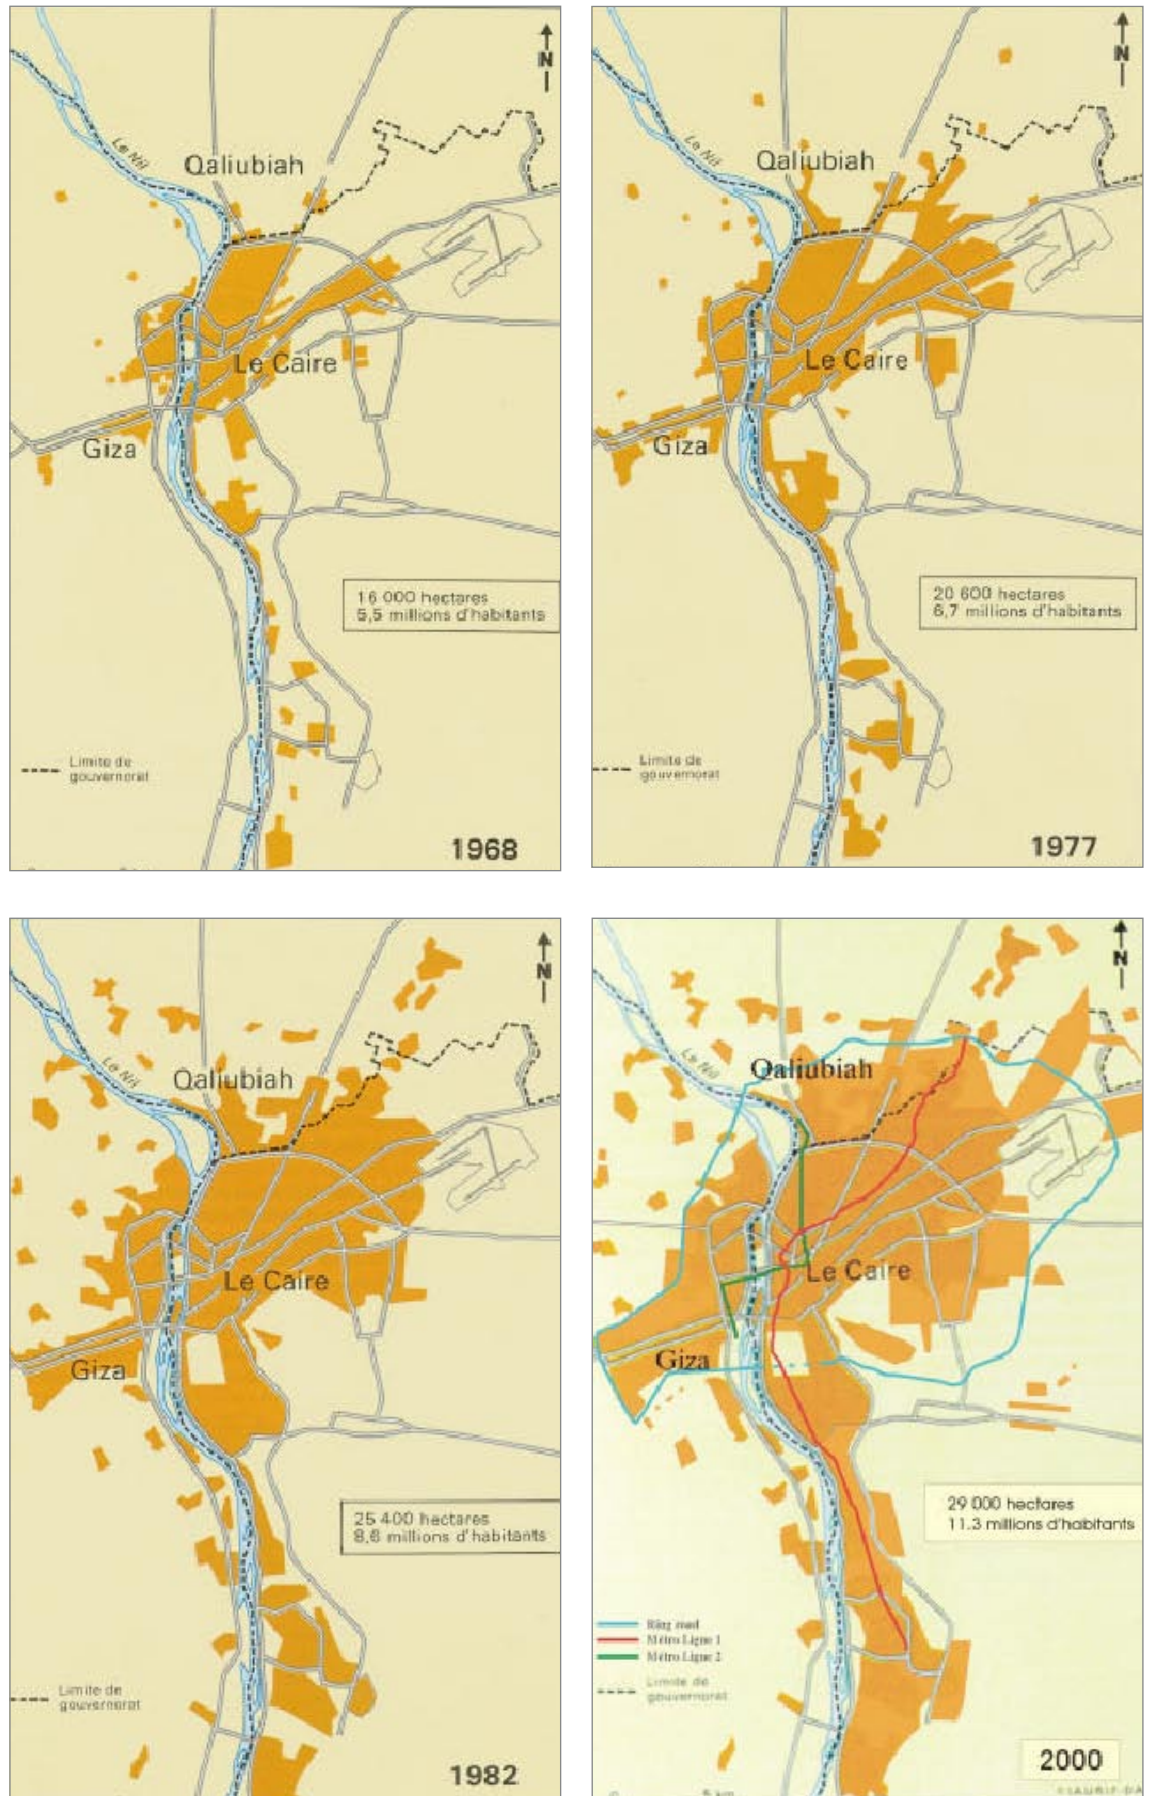 N
Le Nil
Qaliubiah
Le Caire
Giza
16 000 hectares
5,5 millions d'habitants
Limite de
gouvernorat
1968
N
Le Nil
Qaliubiah
Le Caire
Giza
20 600 hectares
6,7 millions d'habitants
Limite de
gouvernorat
1977
N
Le Nil
Qaliubiah
Le Caire
Giza
25 400 hectares
8,6 millions d'habitants
Limite de
gouvernorat
1982
N
Le Nil
Qaliubiah
Le Caire
Giza
29 000 hectares
11.3 millions d'habitants
Ring road
Métro Ligne 1
Métro Ligne 2
Limite de
gouvernorat
2000